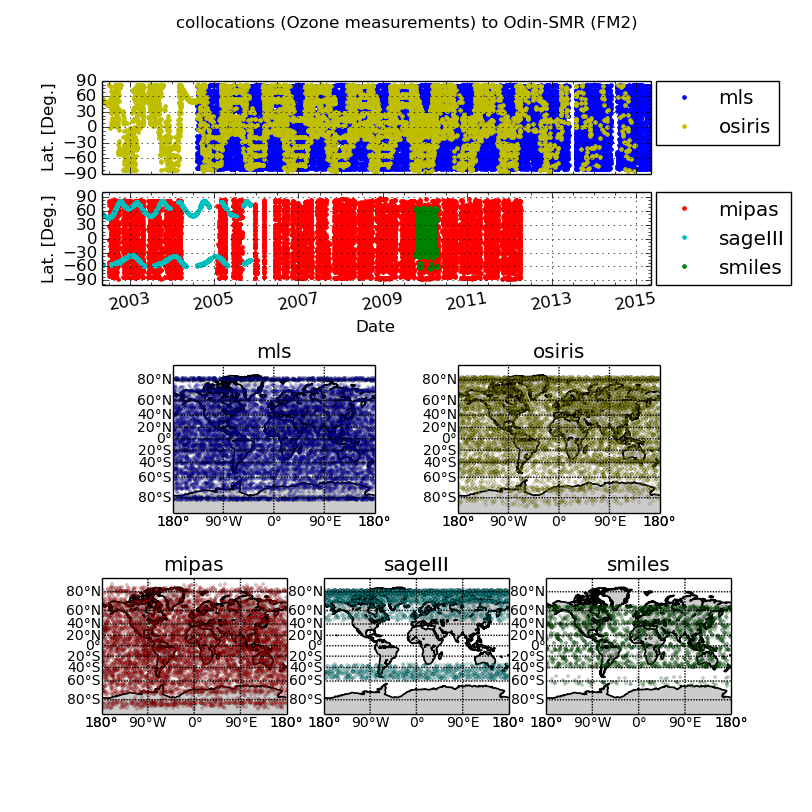 collocations (Ozone measurements) to Odin-SMR (FM2)
Lat. [Deg.]
90
60
30
0
−30
−60
−90
mls
osiris
Lat. [Deg.]
90
60
30
0
−30
−60
−90
mipas
sageIII
smiles
2003 2005 2007 2009 2011 2013 2015
Date
mls
80°N
60°N
40°N
20°N
0°
20°S
40°S
60°S
80°S
180° 90°W 0° 90°E 180°
osiris
80°N
60°N
40°N
20°N
0°
20°S
40°S
60°S
80°S
180° 90°W 0° 90°E 180°
mipas
80°N
60°N
40°N
20°N
0°
20°S
40°S
60°S
80°S
180° 90°W 0° 90°E 180°
sageIII
80°N
60°N
40°N
20°N
0°
20°S
40°S
60°S
80°S
180° 90°W 0° 90°E 180°
smiles
80°N
60°N
40°N
20°N
0°
20°S
40°S
60°S
80°S
180° 90°W 0° 90°E 180°